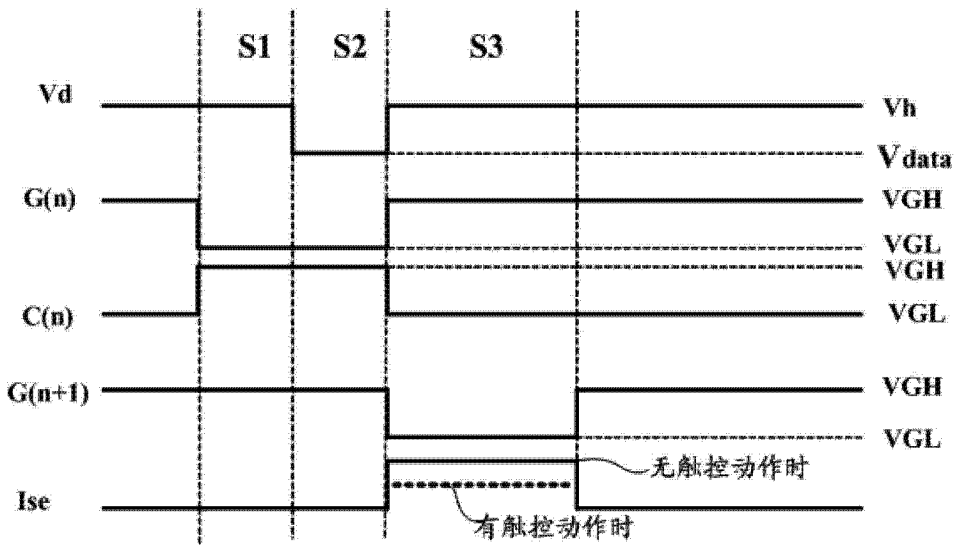 S1 S2 S3
Vd
Vh
Vdata
G(n)
VGH
VGL
VGH
C(n)
VGL
G(n+1)
VGH
VGL
无触控动作时
Ise
有触控动作时